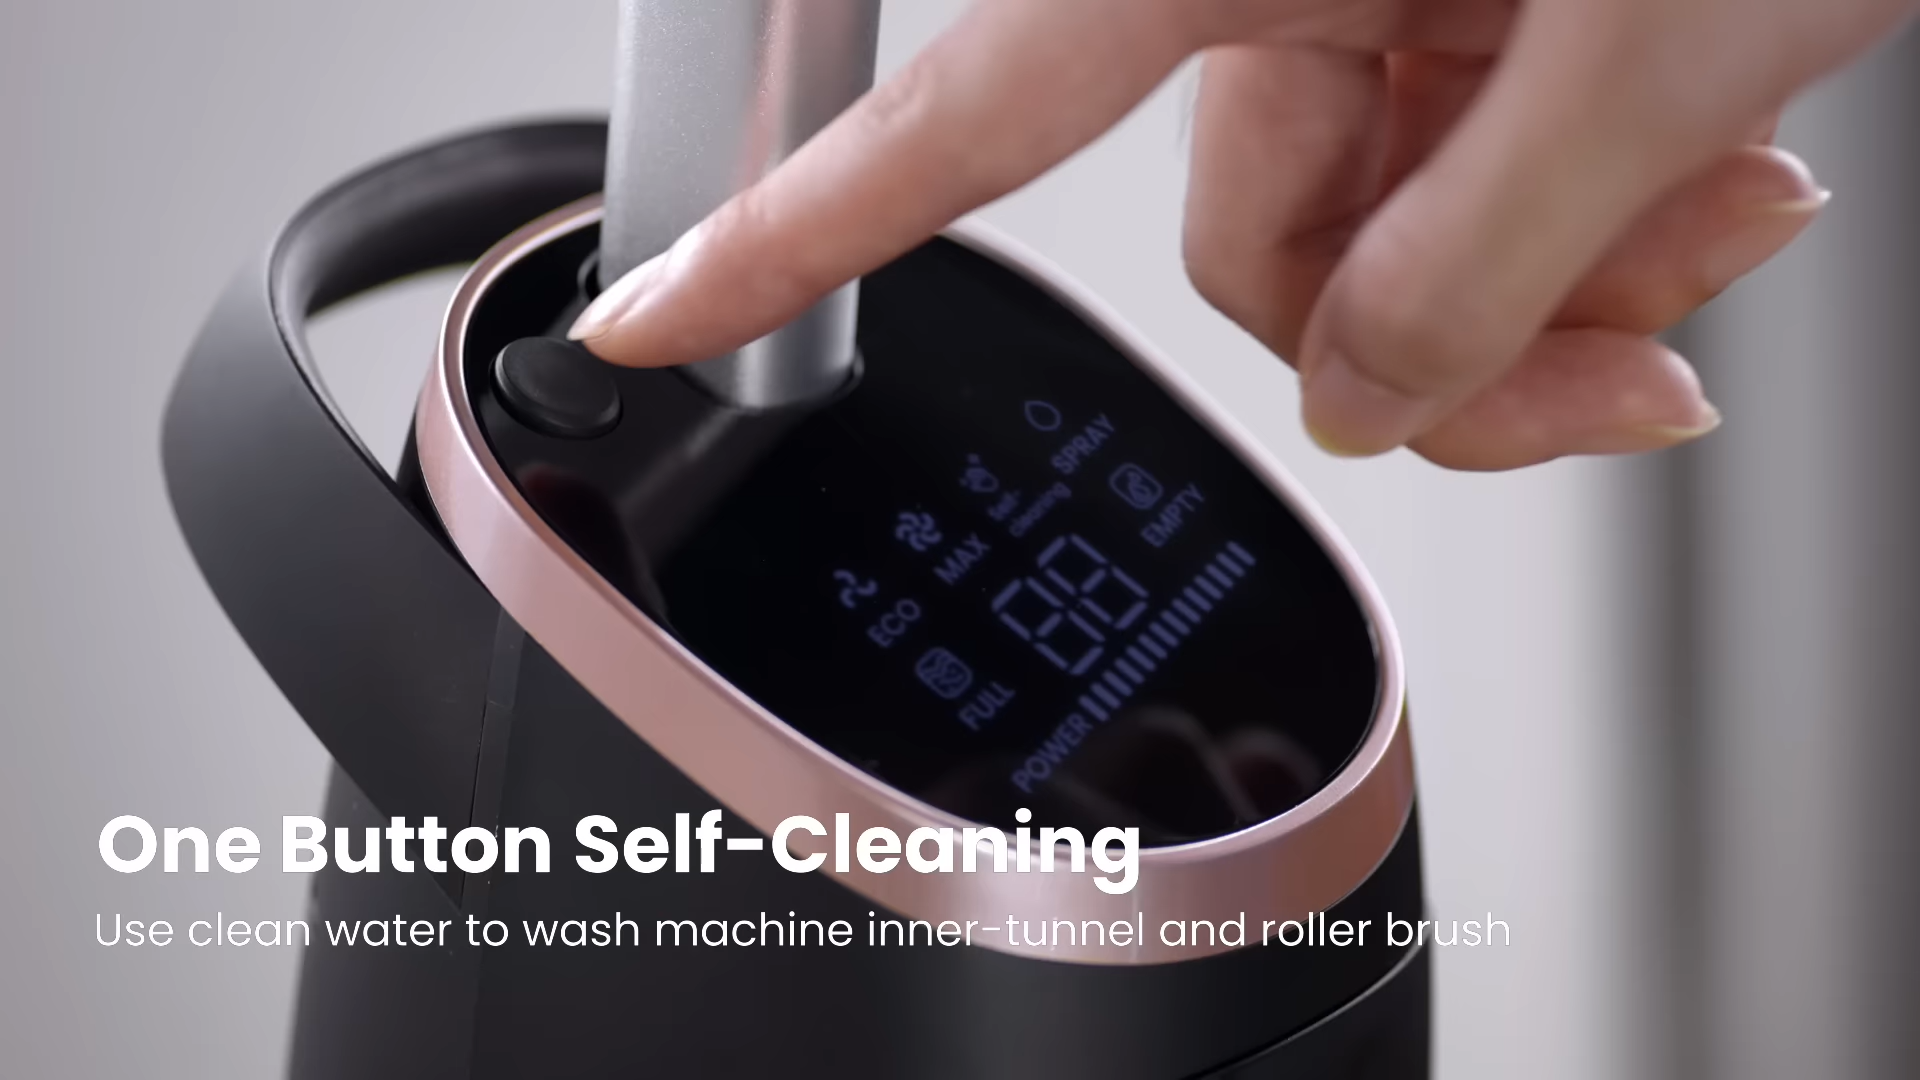 SPRAY
Self-
cleaning
EMPTY
MAX
ECO
88
FULL
POWER
One Button Self-Cleaning
Use clean water to wash machine inner-tunnel and roller brush